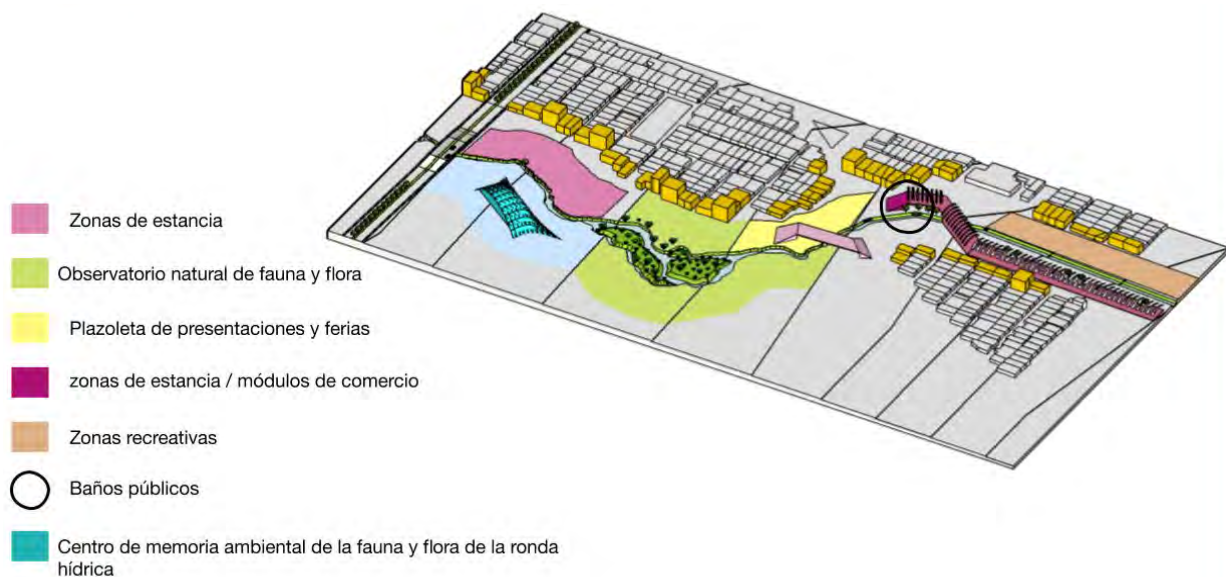 Zonas de estancia
Observatorio natural de fauna y flora
Plazoleta de presentaciones y ferias
zonas de estancia / módulos de comercio
Zonas recreativas
Baños públicos
Centro de memoria ambiental de la fauna y flora de la ronda
hídrica